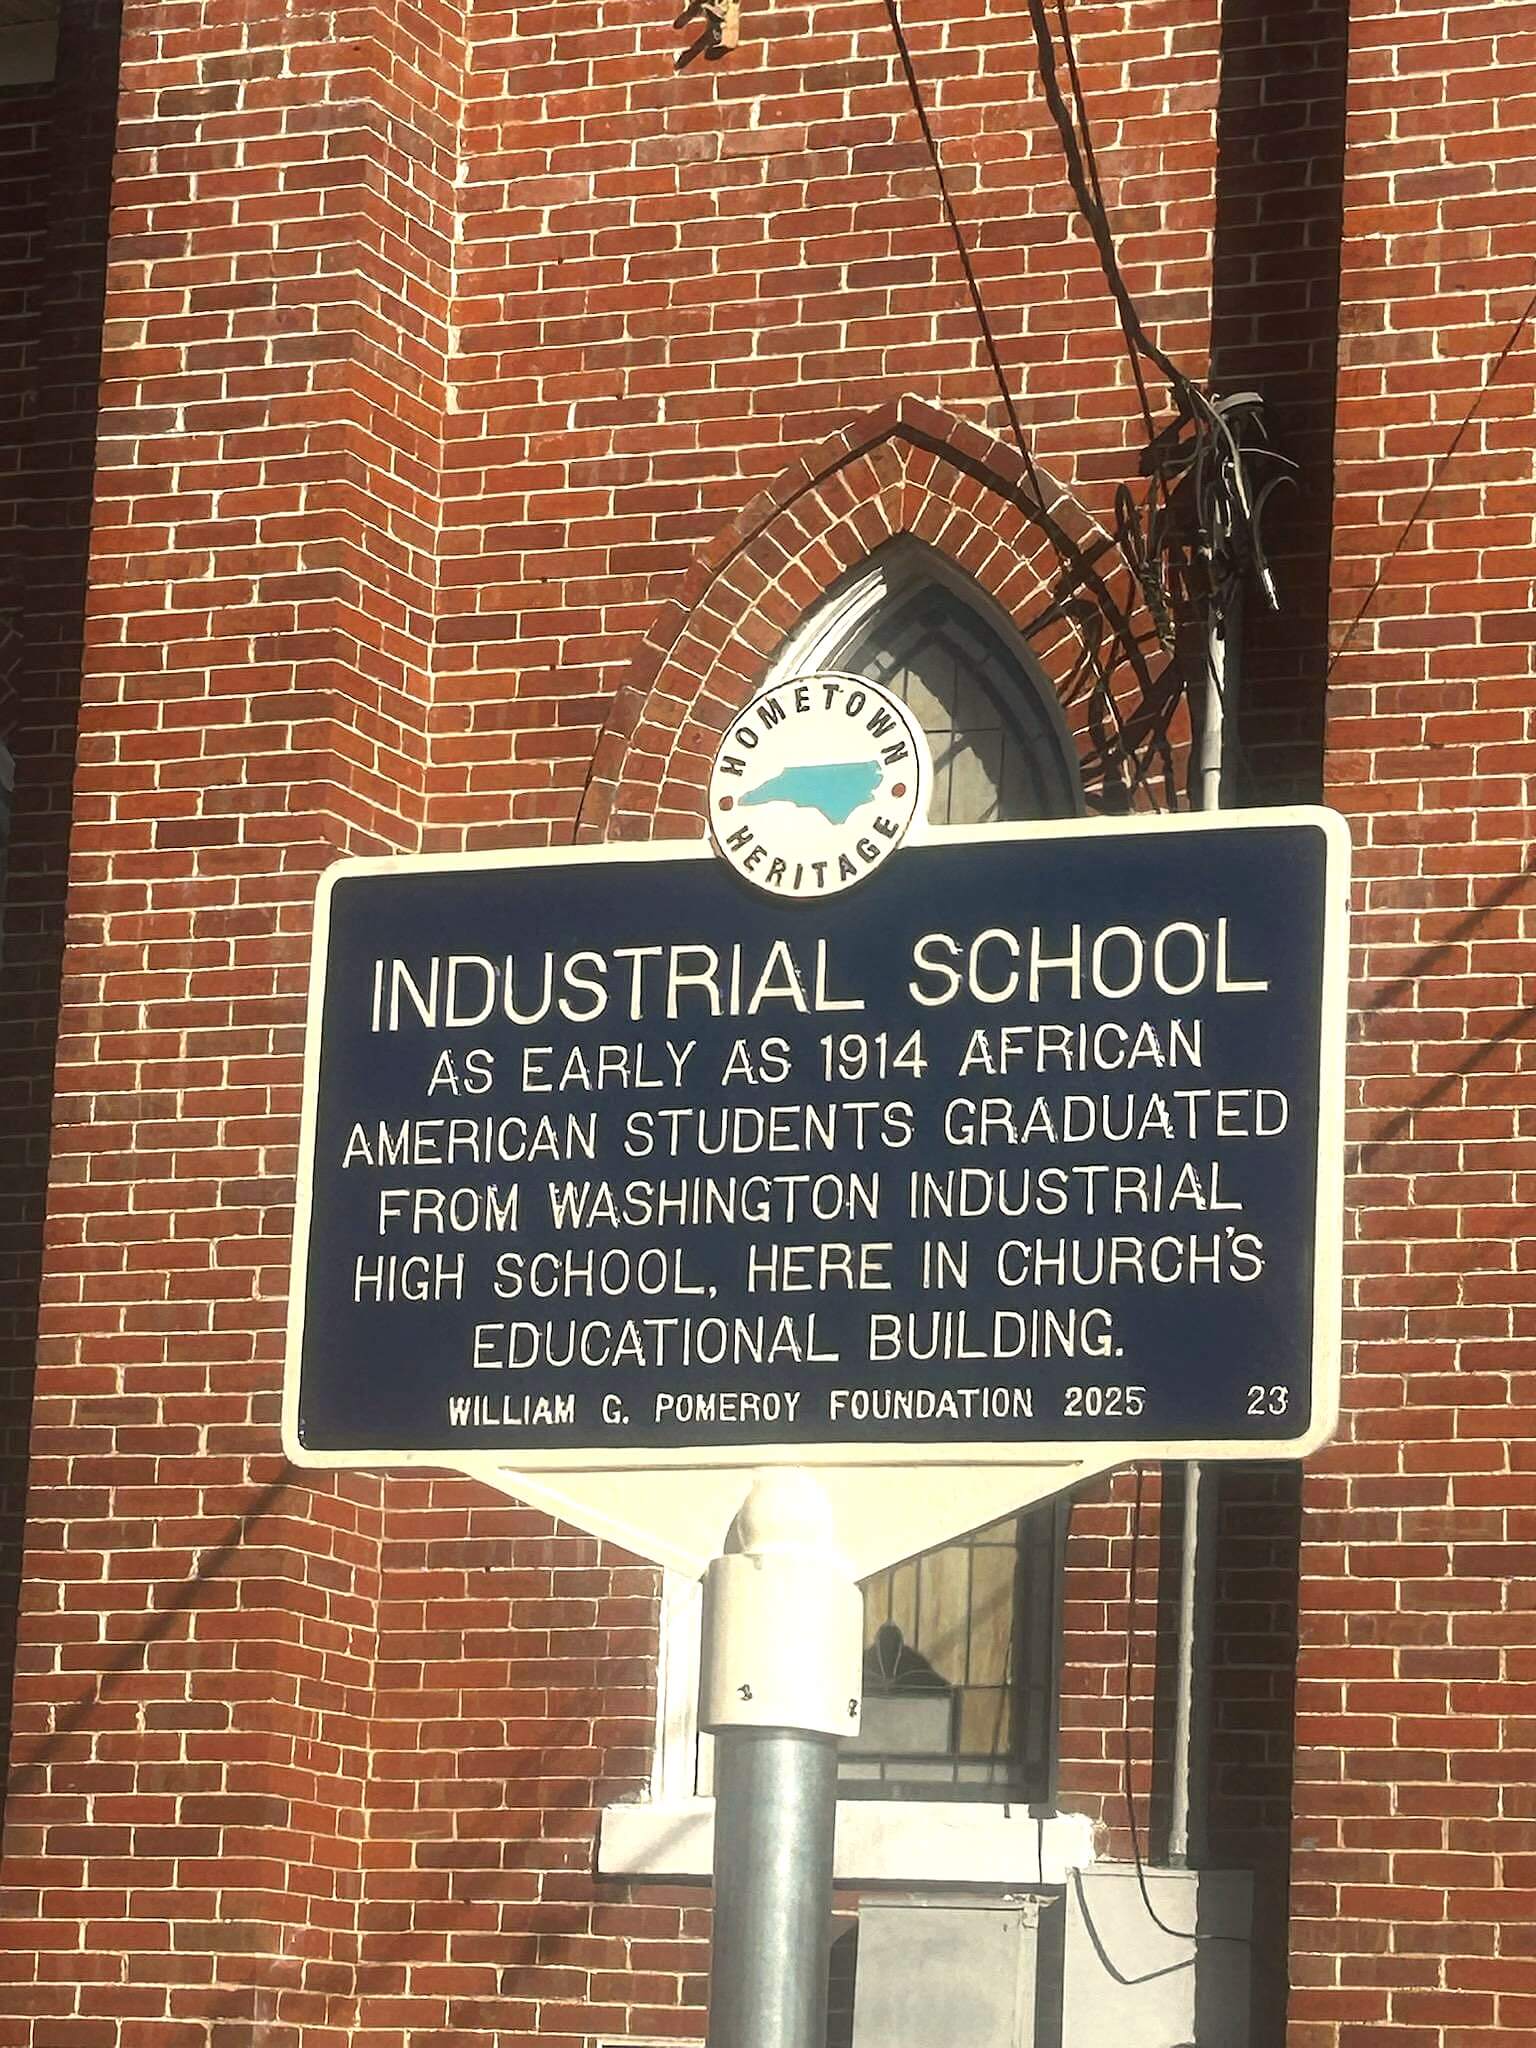 HOMETOWN
HERITAGE
INDUSTRIAL SCHOOL
AS EARLY AS 1914 AFRICAN
AMERICAN STUDENTS GRADUATED
FROM WASHINGTON INDUSTRIAL
HIGH SCHOOL, HERE IN CHURCH'S
EDUCATIONAL BUILDING.
WILLIAM G. POMEROY FOUNDATION 2025 23